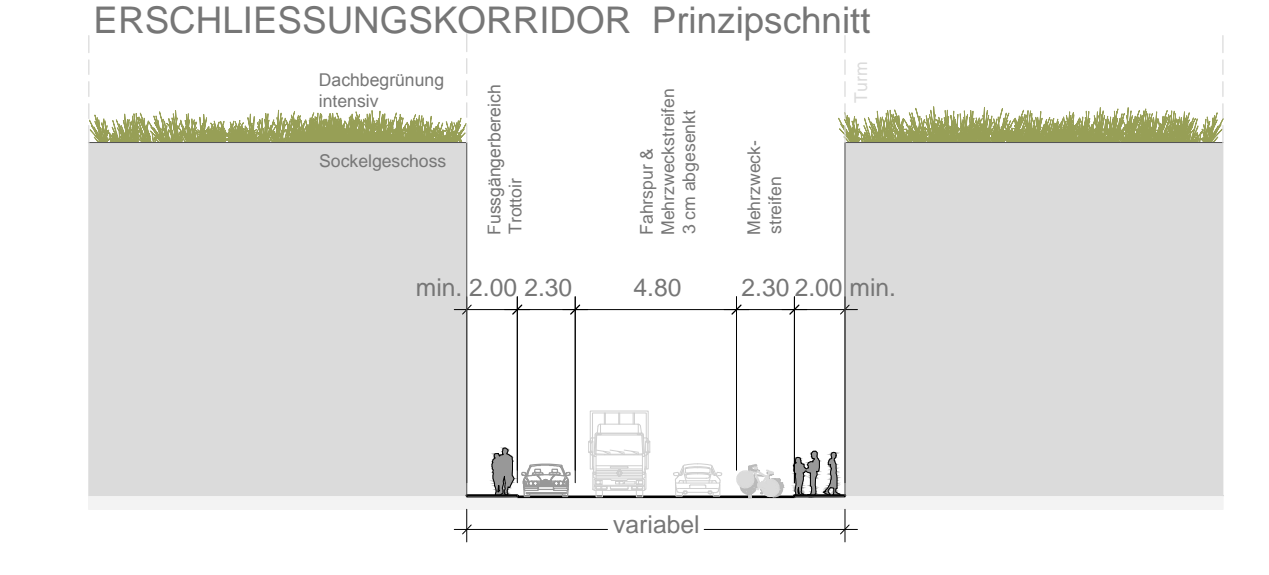 ERSCHLIESSUNGSKORRIDOR Prinzipschnitt
Dachbegrünung
intensiv
Sockelgeschoss
Fussgängerbereich
Trottoir
Fahrspur &
Mehrzweckstreifen
3 cm abgesenkt
Mehrzweck-
streifen
Turm
min. 2.00 2.30 4.80 2.30 2.00 min.
variabel